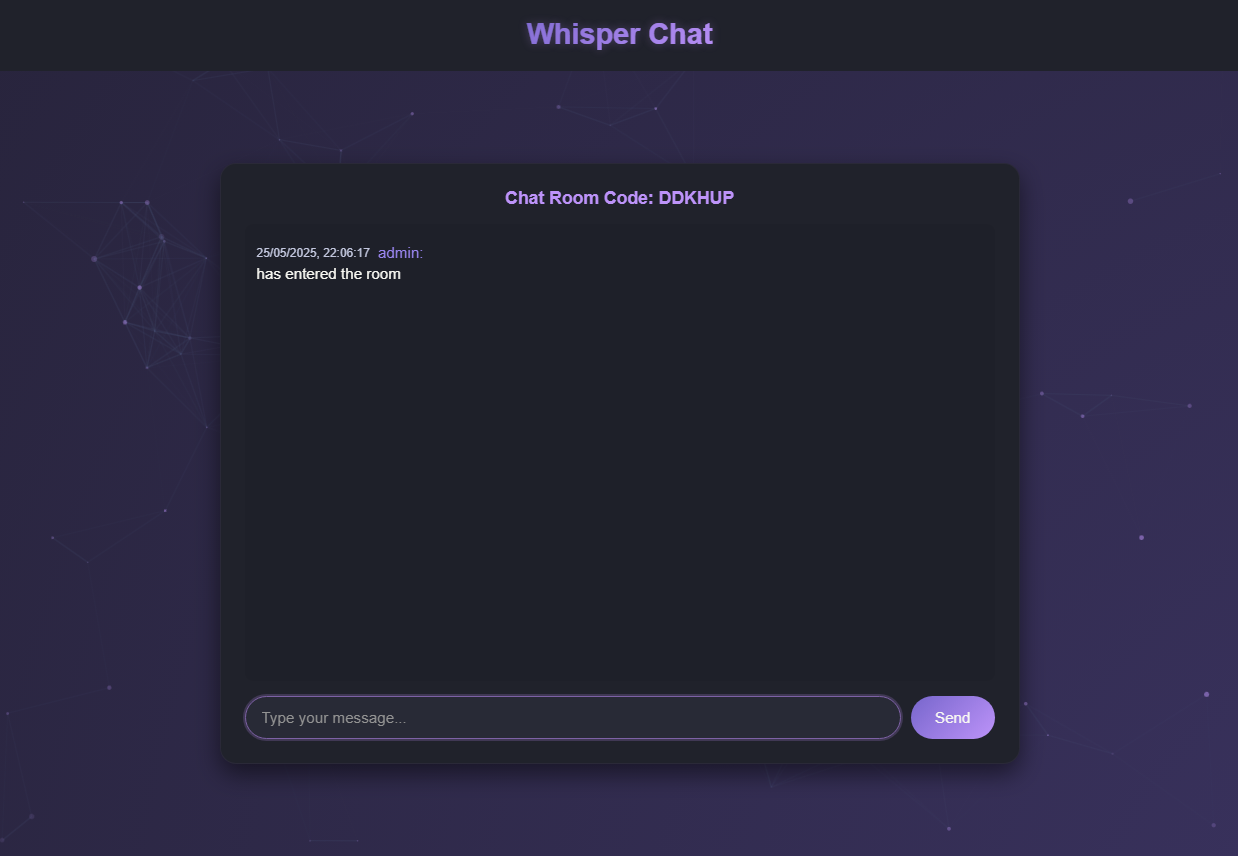 Whisper Chat
Chat Room Code: DDKHUP
25/05/2025, 22:06:17 admin:
has entered the room
Type your message...
Send